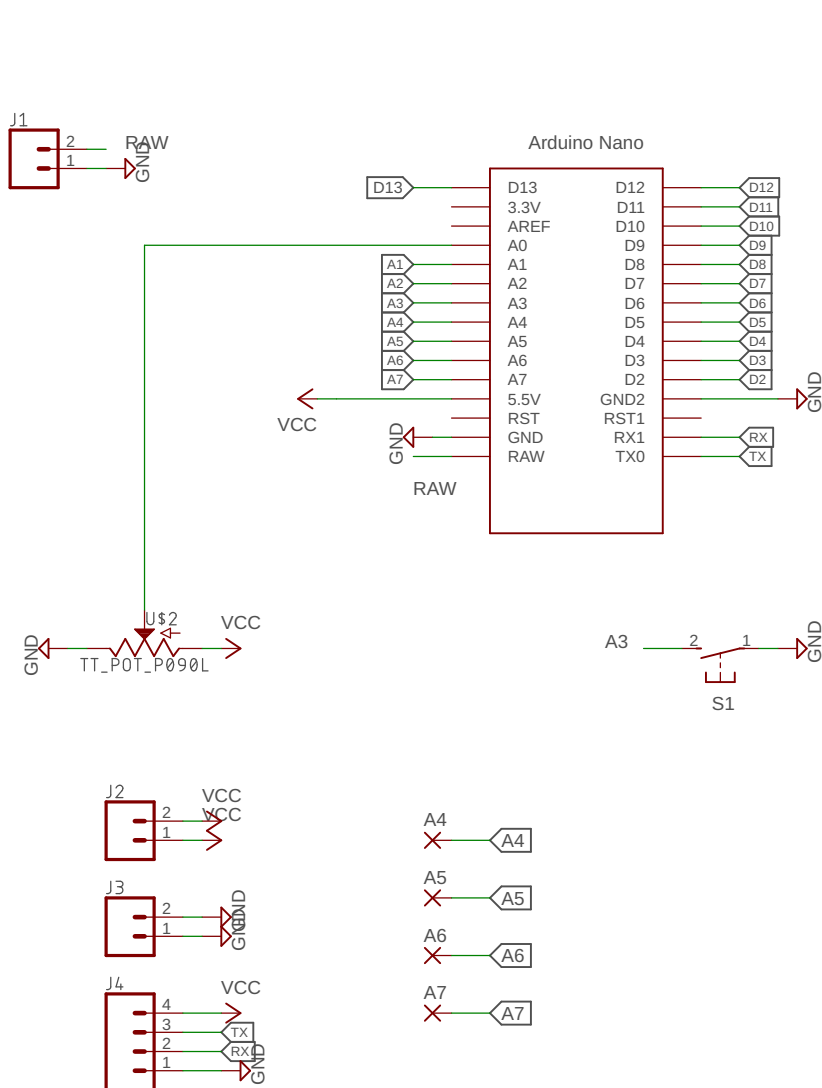 J1
2
RAW
1
GND
Arduino Nano
D13
D13
D12
D12
3.3V
D11
D11
AREF
D10
D10
A0
D9
D9
A1
A1
D8
D8
A2
A2
D7
D7
A3
A3
D6
D6
A4
A4
D5
D5
A5
A5
D4
D4
A6
A6
D3
D3
A7
A7
D2
D2
VCC
5.5V
GND2
GND
RST
RST1
GND
GND
RX1
RX
RAW
TX0
TX
RAW
U$2
VCC
GND
TT_POT_P090L
A3
2
1
GND
S1
J2
VCC
2
VCC
1
A4
A4
J3
GND
2
GND
1
A5
A5
A6
A6
J4
VCC
4
3
TX
2
RX
1
GND
A7
A7